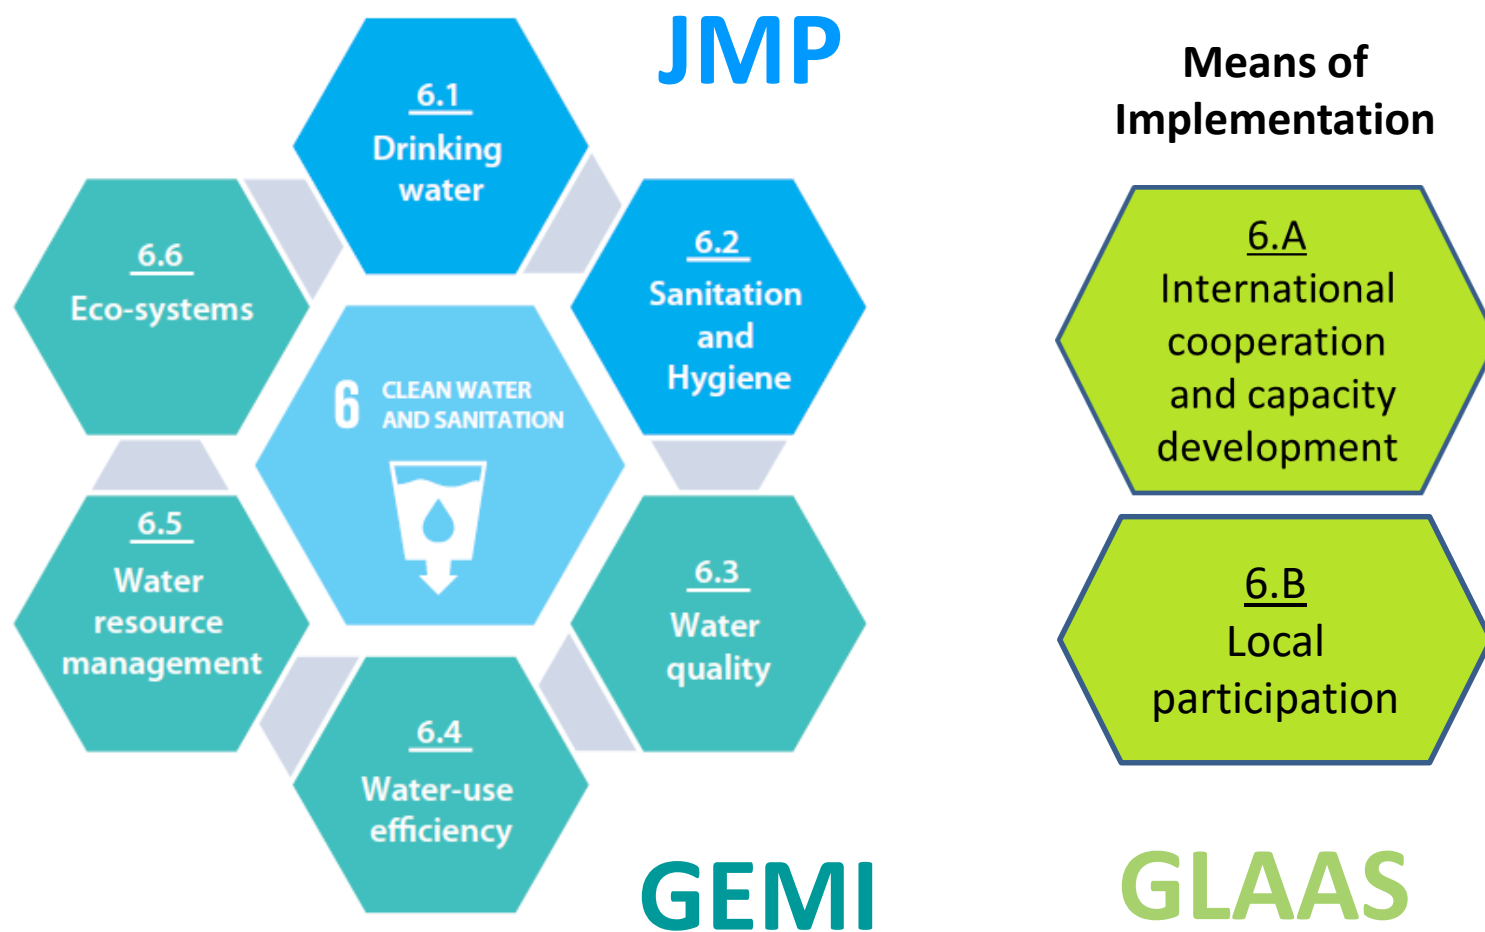 JMP
6.1
Drinking
water
6.2
Sanitation
and
Hygiene
6.3
Water
quality
6.4
Water-use
efficiency
6.5
Water
resource
management
6.6
Eco-systems
6
CLEAN WATER
AND SANITATION
GEMI
Means of
Implementation
6.A
International
cooperation
and capacity
development
6.B
Local
participation
GLAAS